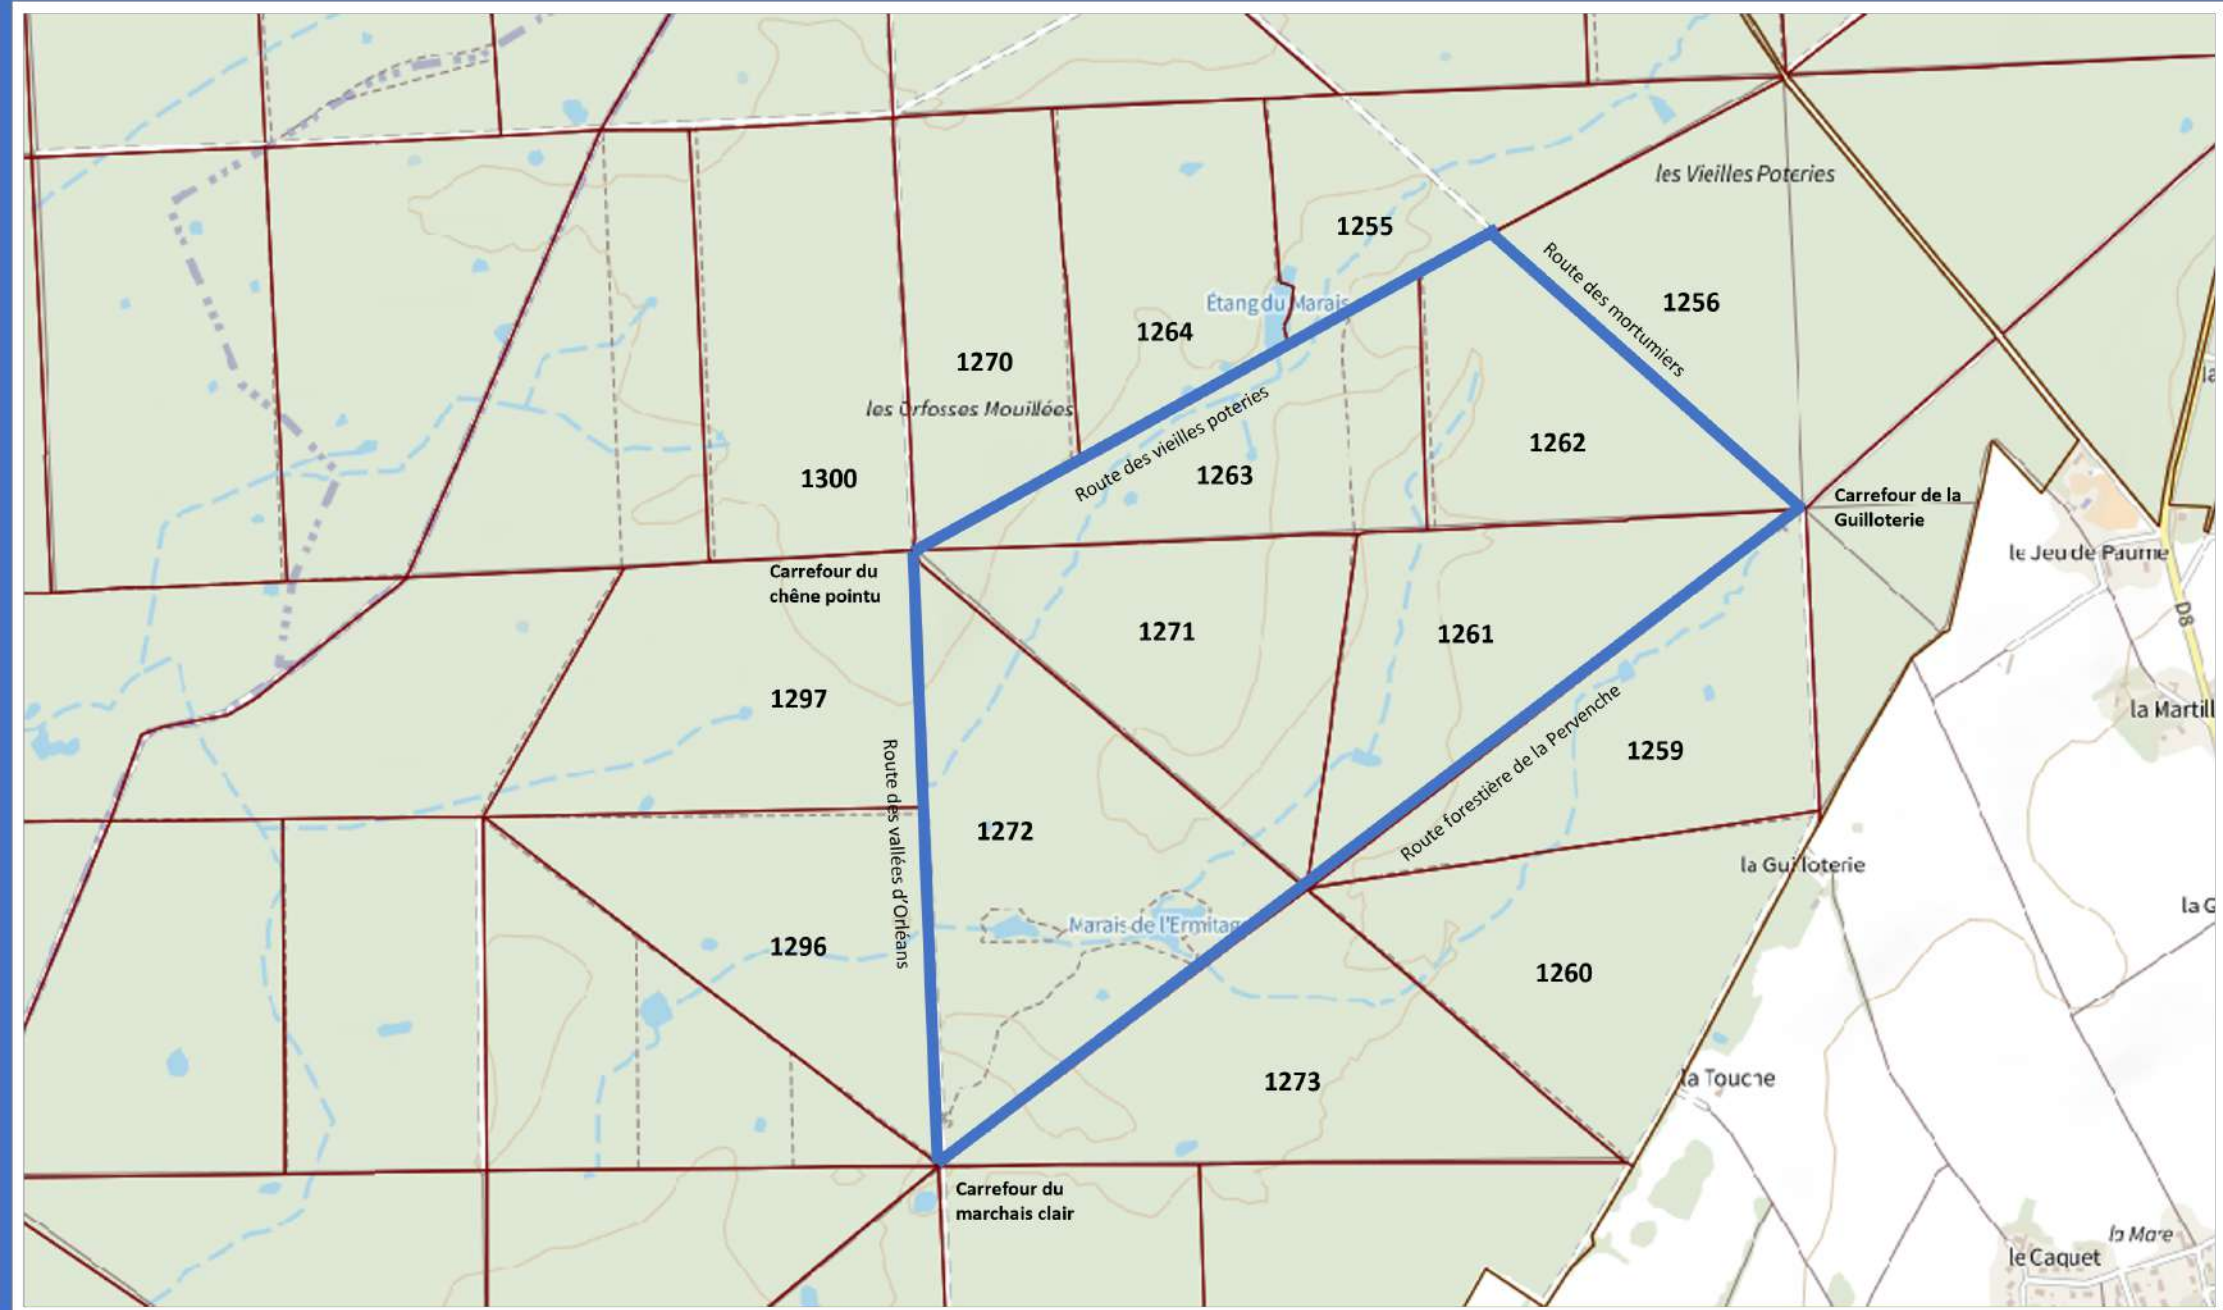 les Vieilles Poteries
1255
Route des mortumiers
1256
Étang du Marais
1264
1270
les Orfosses Mouillées
Route des vieilles poteries
1262
1263
1300
Carrefour de la
Guilloterie
le Jeu de Paume
Carrefour du
chêne pointu
D8
1271
1261
1297
la Martill
Route forestière de la Pervenche
1259
Route des vallées d'Orléans
1272
la Guilloterie
la G
Marais de l'Ermitag
1296
1260
1273
la Touche
Carrefour du
marchais clair
la Mare
le Caquet
la